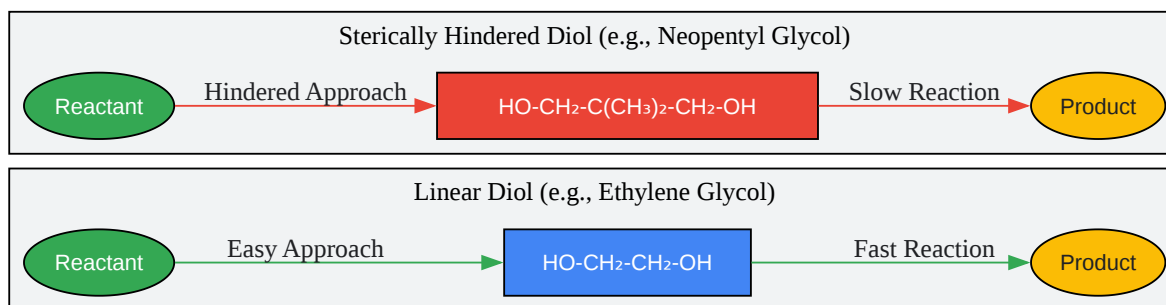 Sterically Hindered Diol (e.g., Neopentyl Glycol)
Reactant Hindered Approach HO-CH₂-C(CH₃)₂-CH₂-OH Slow Reaction Product
Linear Diol (e.g., Ethylene Glycol)
Reactant Easy Approach HO-CH₂-CH₂-OH Fast Reaction Product